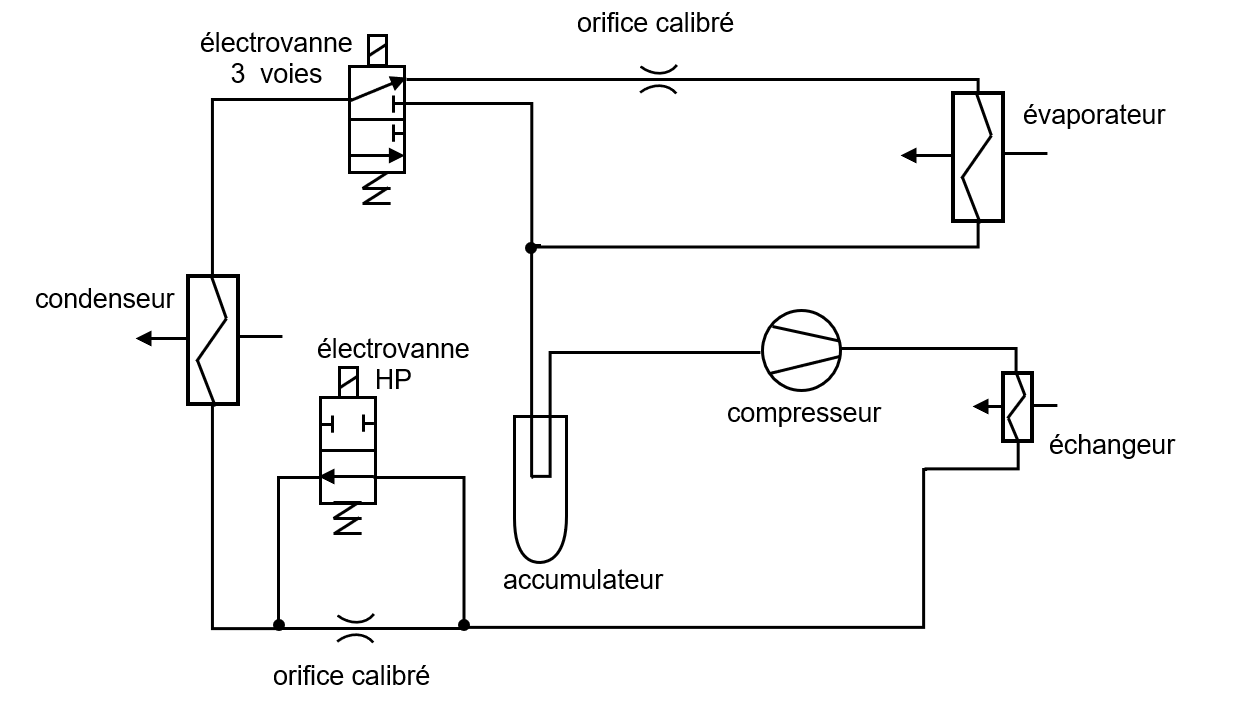 orifice calibré
électrovanne
3 voies
évaporateur
condenseur
électrovanne
HP
compresseur
échangeur
accumulateur
orifice calibré